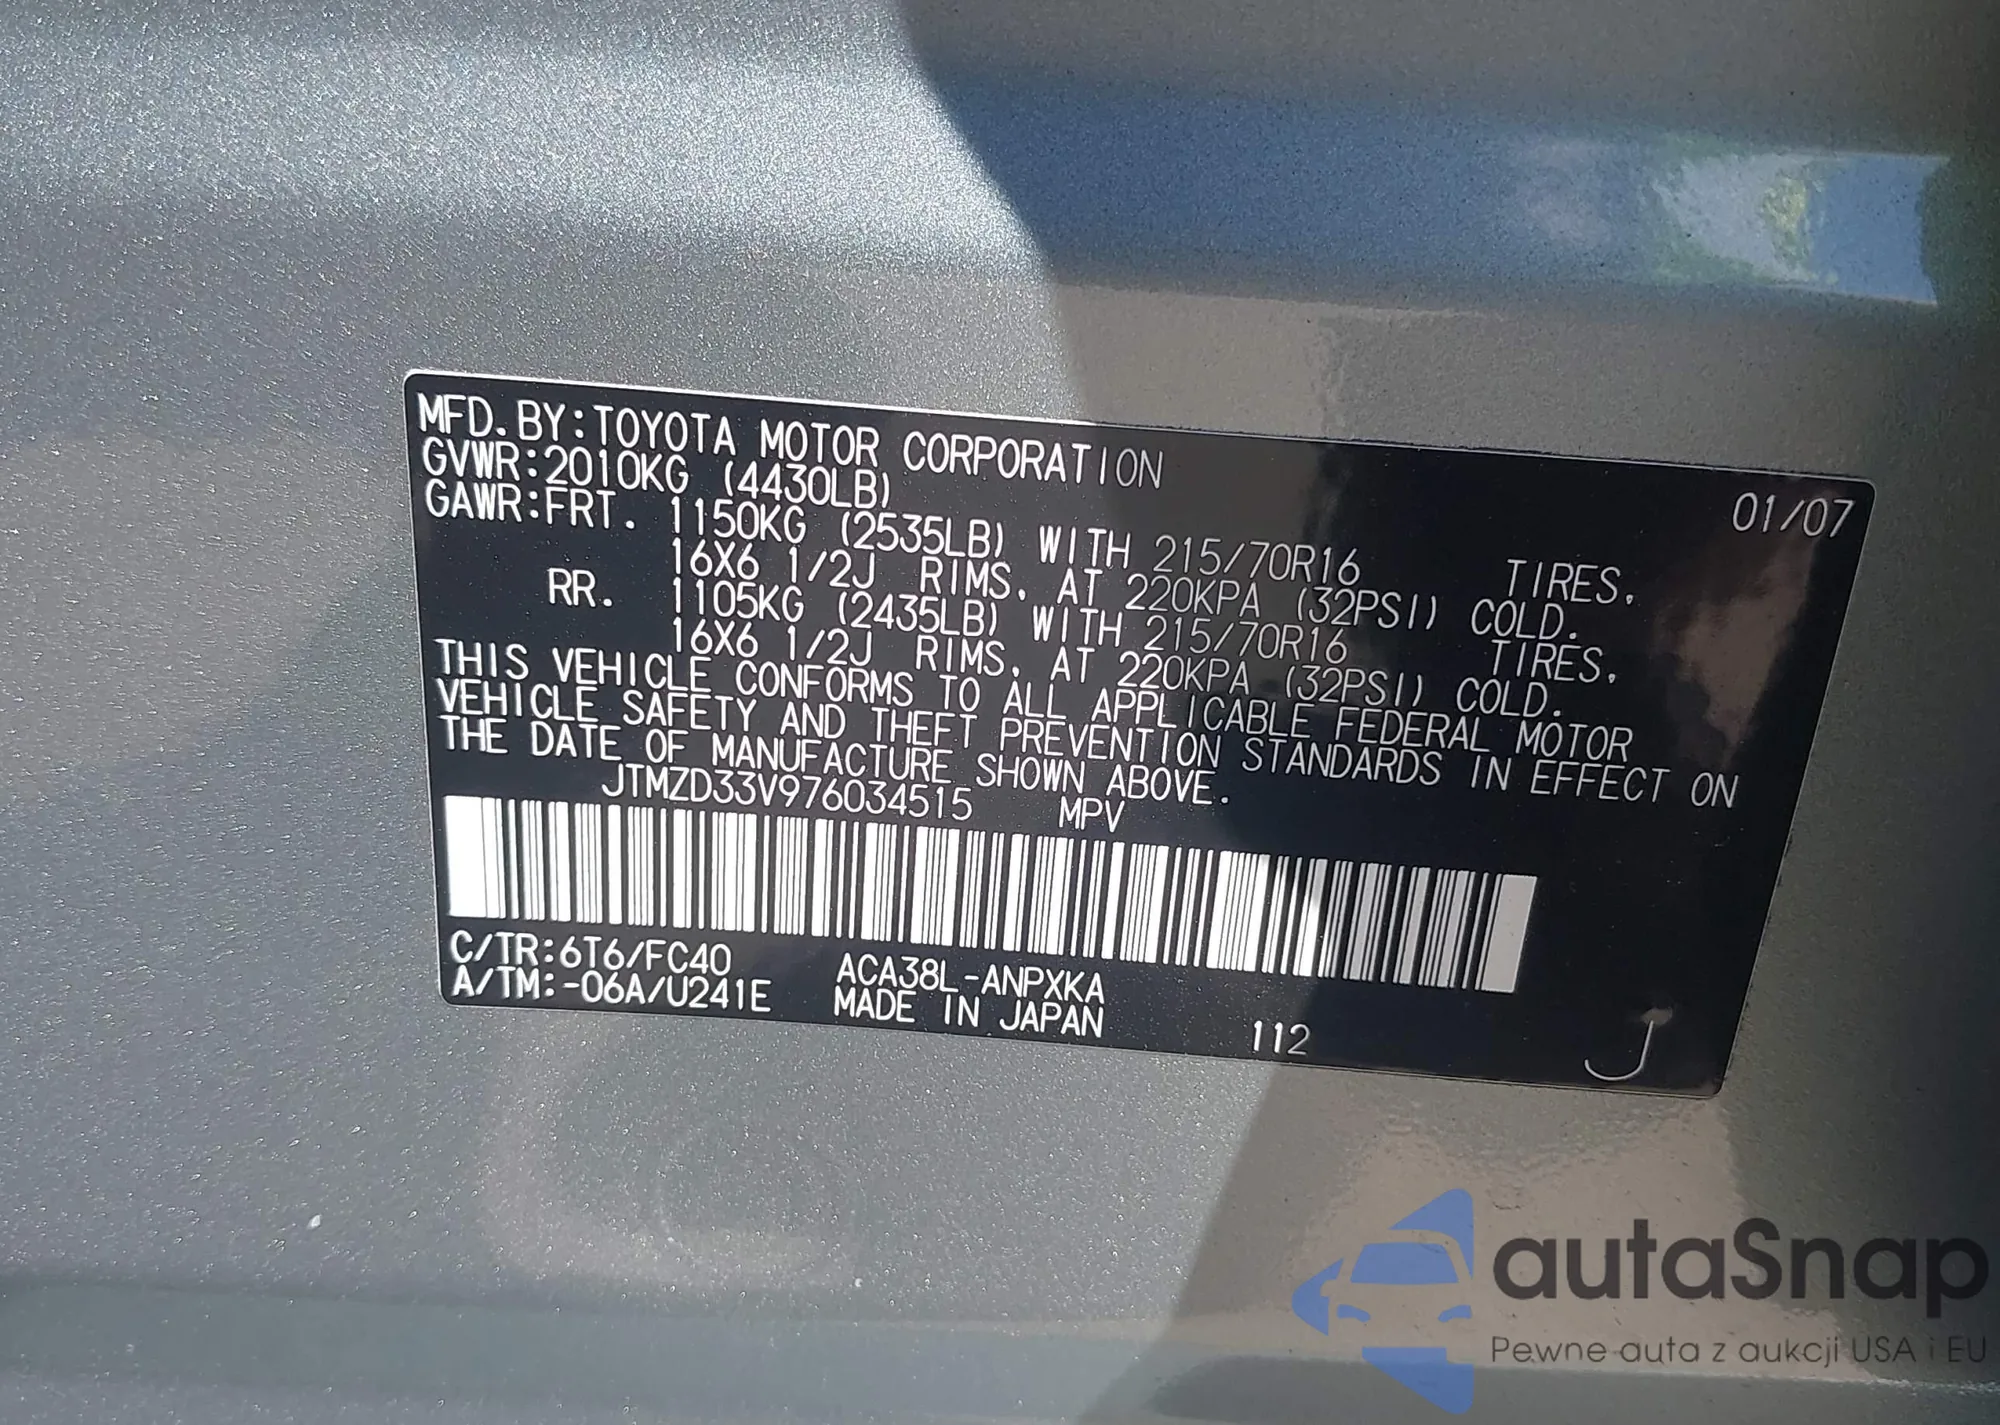 MFD.BY:TOYOTA MOTOR CORPORATION 01/07
GVWR:2010KG (4430LB)
GAWR:FRT. 1150KG (2535LB) WITH 215/70R16 TIRES,
16X6 1/2J RIMS, AT 220KPA (32PSI) COLD.
RR. 1105KG (2435LB) WITH 215/70R16 TIRES,
16X6 1/2J RIMS, AT 220KPA (32PSI) COLD.
THIS VEHICLE CONFORMS TO ALL APPLICABLE FEDERAL MOTOR
VEHICLE SAFETY AND THEFT PREVENTION STANDARDS IN EFFECT ON
THE DATE OF MANUFACTURE SHOWN ABOVE.
JTMZD33V976034515 MPV
C/TR:6T6/FC40 ACA38L-ANPXKA
A/TM:-06A/U241E MADE IN JAPAN 112 J
autaSnap
Pewne auta z aukcji USA i EU